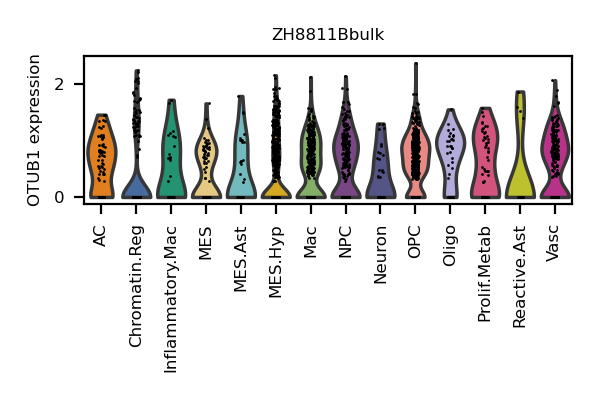 ZH8811Bbulk
OTUB1 expression
2
0
AC
Chromatin.Reg
Inflammatory.Mac
MES
MES.Ast
MES.Hyp
Mac
NPC
Neuron
OPC
Oligo
Prolif.Metab
Reactive.Ast
Vasc